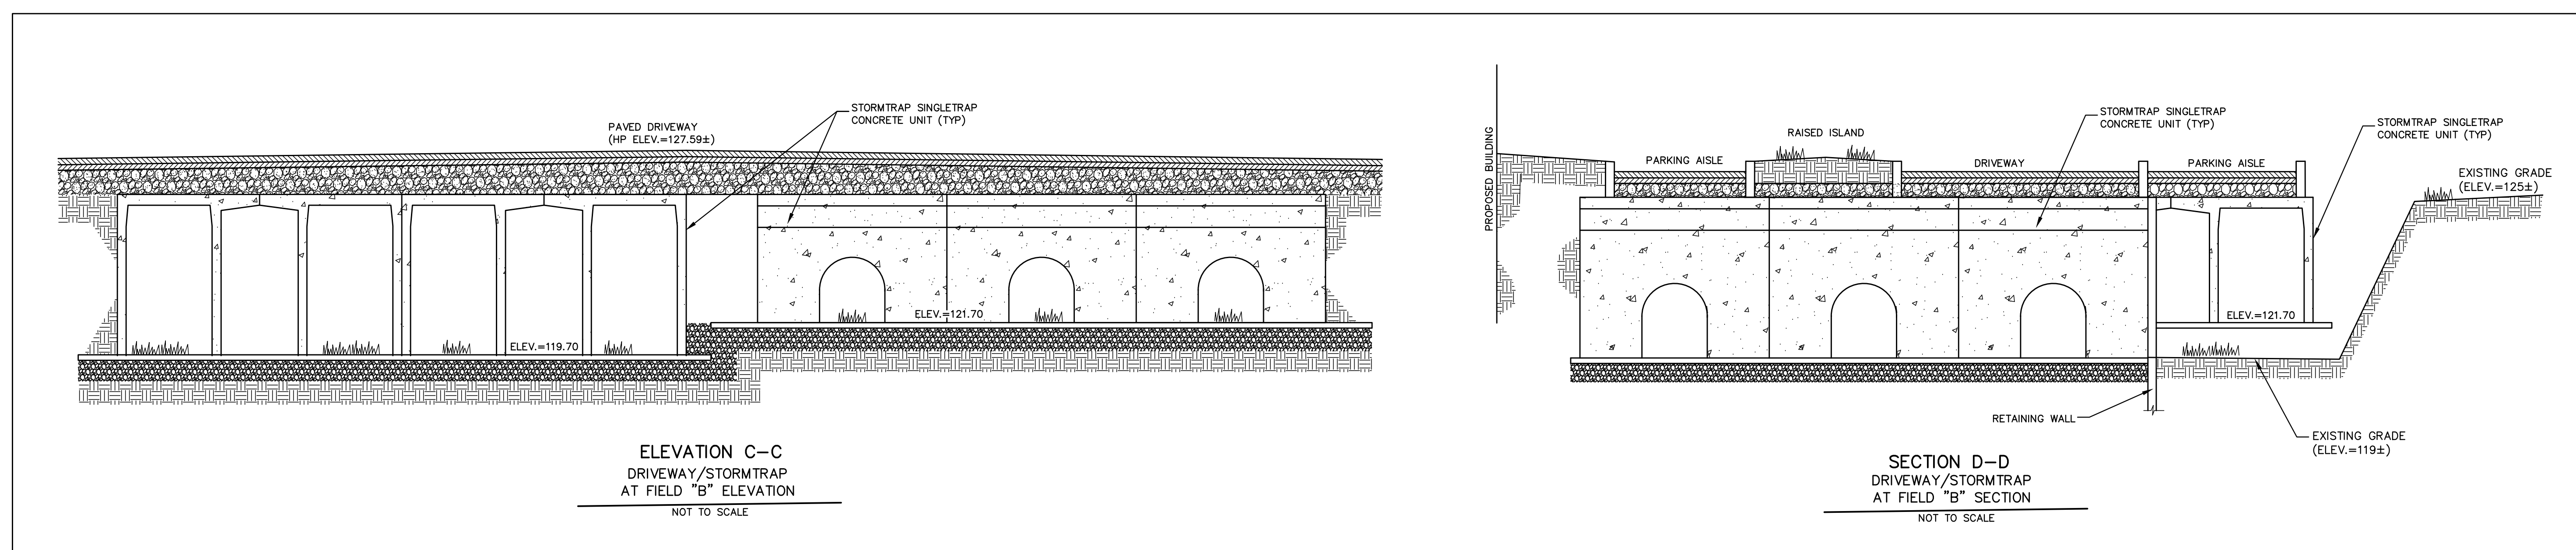 PAVED DRIVEWAY
(HP ELEV.=127.59±)
STORMTRAP SINGLETRAP
CONCRETE UNIT (TYP)
ELEV.=119.70
ELEV.=121.70
ELEVATION C-C
DRIVEWAY/STORMTRAP
AT FIELD "B" ELEVATION
NOT TO SCALE
PROPOSED BUILDING
PARKING AISLE
RAISED ISLAND
DRIVEWAY
STORMTRAP SINGLETRAP
CONCRETE UNIT (TYP)
PARKING AISLE
STORMTRAP SINGLETRAP
CONCRETE UNIT (TYP)
EXISTING GRADE
(ELEV.=125±)
ELEV.=121.70
RETAINING WALL
EXISTING GRADE
(ELEV.=119±)
SECTION D-D
DRIVEWAY/STORMTRAP
AT FIELD "B" SECTION
NOT TO SCALE